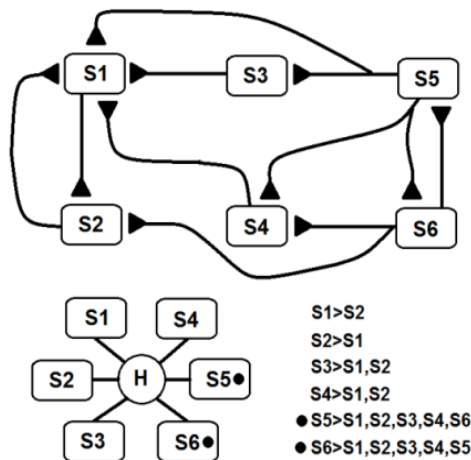 S1
S3
S5
S2
S4
S6
S1
S4
S2
H
S5
S3
S6
S1>S2
S2>S1
S3>S1,S2
S4>S1,S2
● S5>S1,S2,S3,S4,S6
● S6>S1,S2,S3,S4,S5